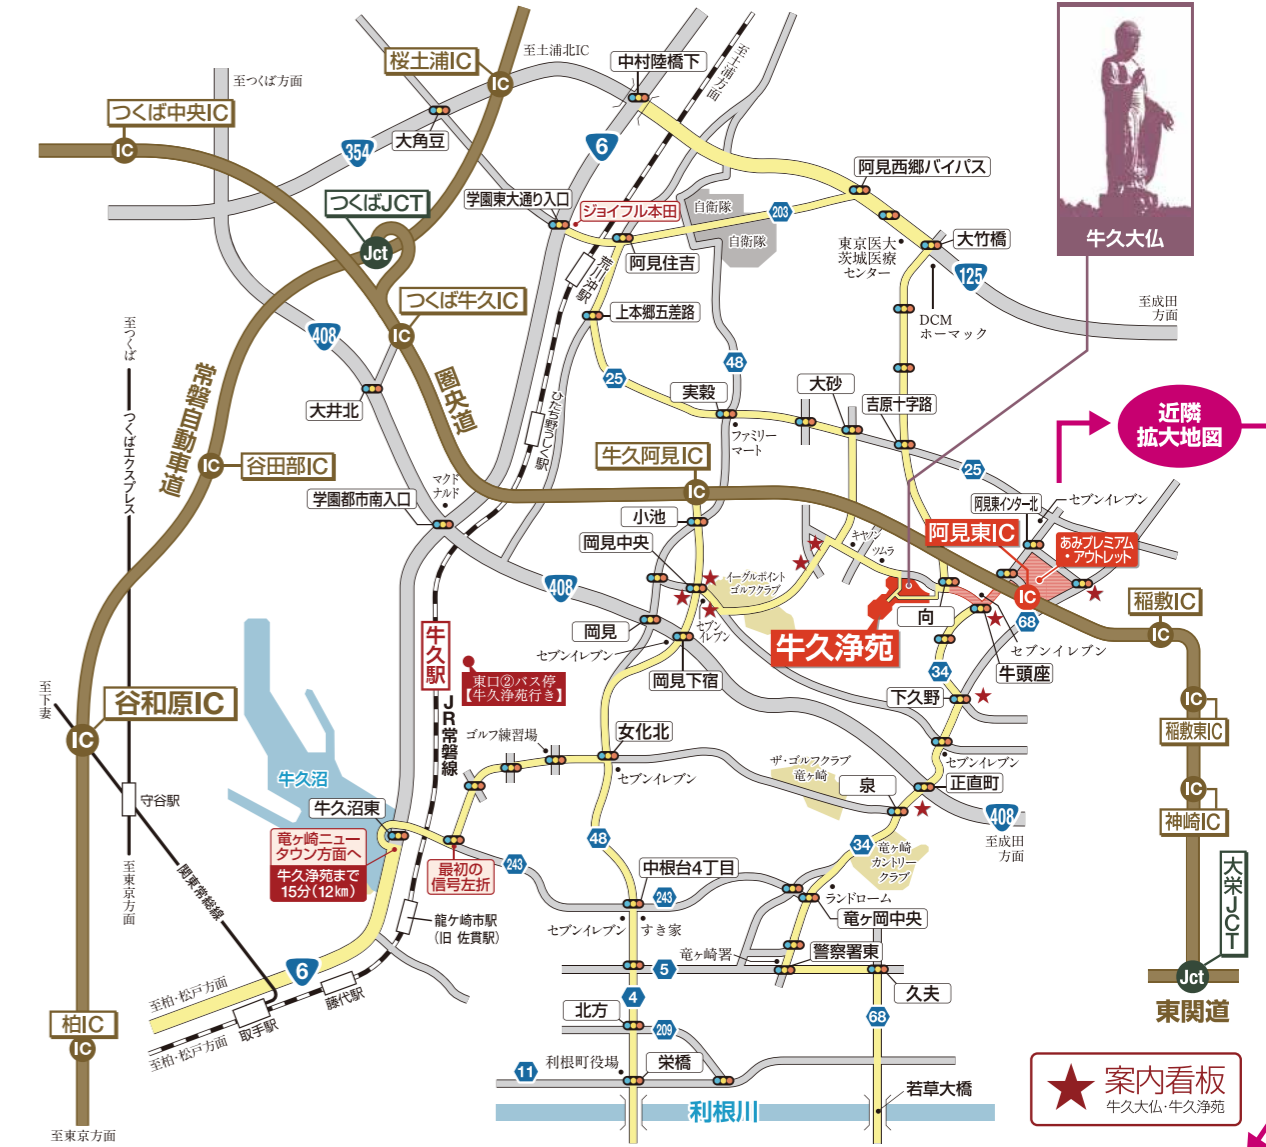 至土浦北IC
桜土浦IC
IC
中村陸橋下
至土浦方面
至つくば方面
つくば中央IC
IC
大角豆
354
6
牛久大仏
阿見西郷バイパス
つくばJCT
Jct
学園東大通り入口
ジョイフル本田
自衛隊
自衛隊
203
阿見住吉
東京医大
茨城医療
センター
大竹橋
125
至成田
方面
荒川沖駅
つくば牛久IC
IC
上本郷五差路
DCM
ホーマック
至つくば
つくばエクスプレス
408
常磐自動車道
圏央道
25
48
大井北
実穀
大砂
吉原十字路
ひたち野うしく駅
ファミリー
マート
近隣
拡大地図
IC
谷田部IC
牛久阿見IC
IC
25
マクド
ナルド
学園都市南入口
阿見東インター北
セブンイレブン
小池
岡見中央
キヤノン
ツムラ
阿見東IC
IC
あみプレミアム
・アウトレット
408
イーグルポイント
ゴルフクラブ
稲敷IC
IC
向
68
岡見
セブン
イレブン
牛久浄苑
セブンイレブン
牛久駅
セブンイレブン
岡見下宿
34
牛頭座
東口②バス停
【牛久浄苑行き】
下久野
至下妻
谷和原IC
IC
JR常磐線
IC
稲敷東IC
ゴルフ練習場
女化北
セブンイレブン
ザ・ゴルフクラブ
竜ヶ崎
セブンイレブン
牛久沼
泉
正直町
守谷駅
牛久沼東
IC
神崎IC
408
至成田
方面
竜ヶ崎ニュー
タウン方面へ
牛久浄苑まで
15分(12㎞)
最初の
信号左折
243
48
34
竜ヶ崎
カントリー
クラブ
至東京方面
関東常総線
中根台4丁目
243
ランドローム
大栄JCT
Jct
東関道
龍ケ崎市駅
(旧 佐貫駅)
セブンイレブン
すき家
竜ヶ岡中央
竜ヶ崎署
警察署東
6
5
久夫
至柏・松戸方面
藤代駅
取手駅
至柏・松戸方面
4
68
柏IC
IC
北方
209
利根町役場
栄橋
11
若草大橋
利根川
案内看板
牛久大仏・牛久浄苑
至東京方面